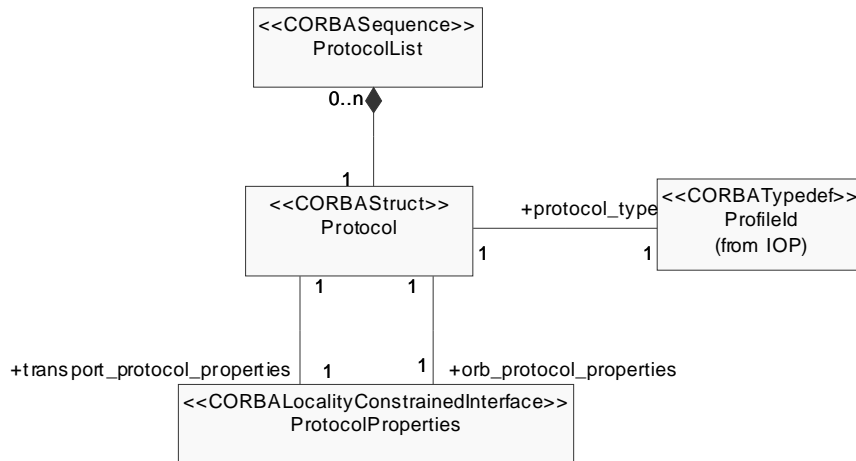 <<CORBASequence>>
ProtocolList
0..n
1
<<CORBAStruct>>
Protocol
+protocol_type
<<CORBATypedef>>
ProfileId
(from IOP)
1
1
1
1
+transport_protocol_properties
1
1
+orb_protocol_properties
<<CORBALocalityConstrainedInterface>>
ProtocolProperties